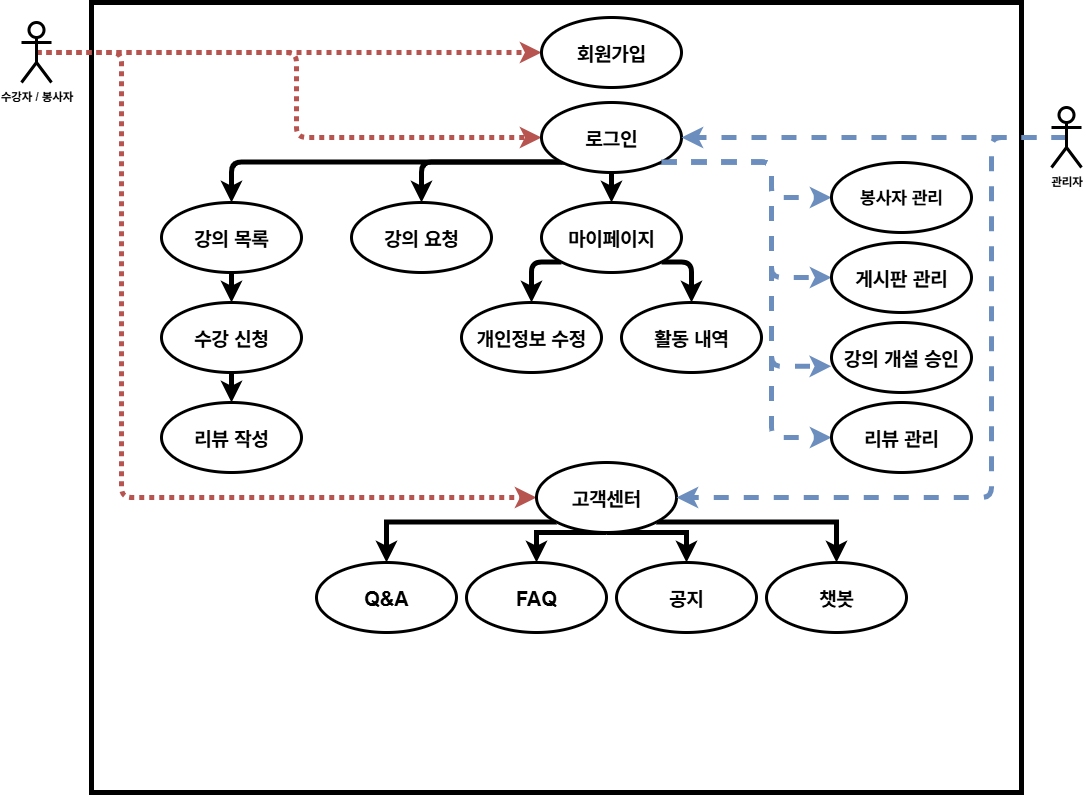 회원가입
수강자 / 봉사자
로그인
관리자
봉사자 관리
강의 목록
강의 요청
마이페이지
게시판 관리
수강 신청
개인정보 수정
활동 내역
강의 개설 승인
리뷰 작성
리뷰 관리
고객센터
Q&A
FAQ
공지
챗봇